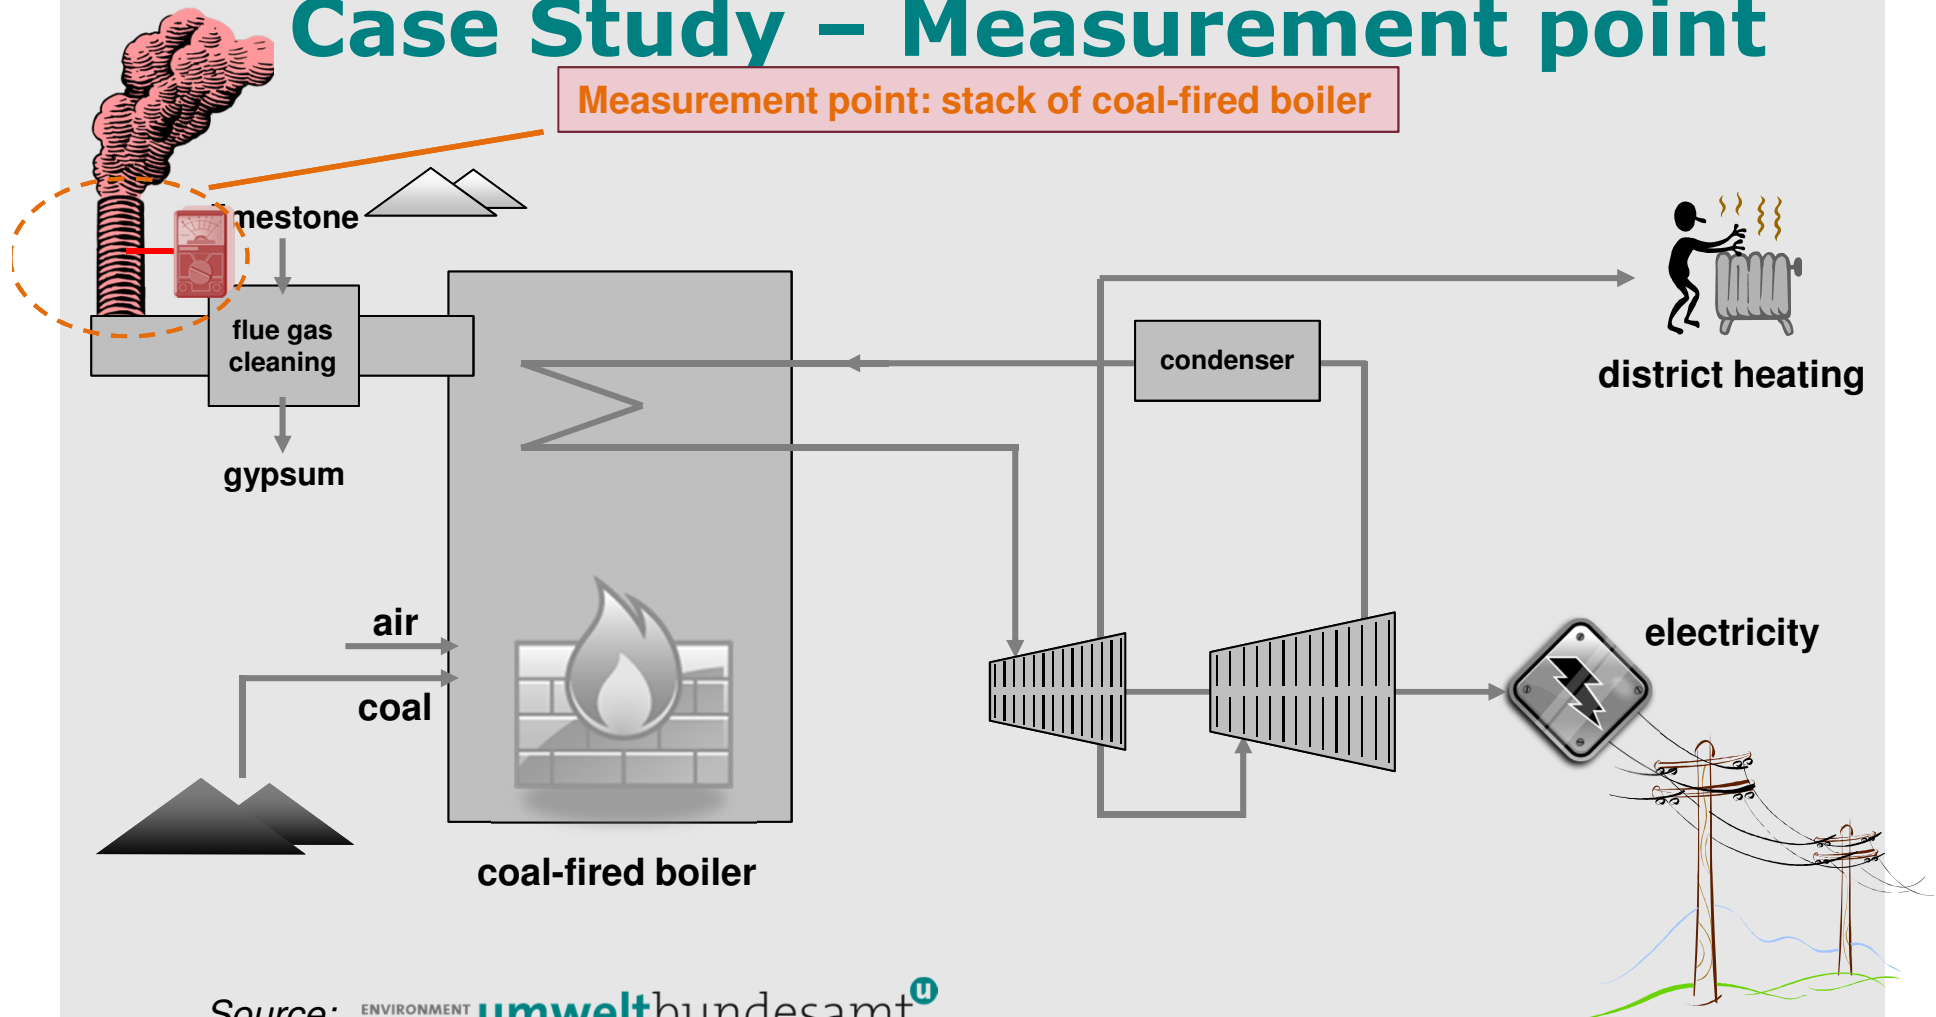 Case Study – Measurement point
Measurement point: stack of coal-fired boiler
mestone
flue gas
cleaning
gypsum
condenser
district heating
air
coal
electricity
coal-fired boiler
Source: ENVIRONMENT umweltbundesamt u